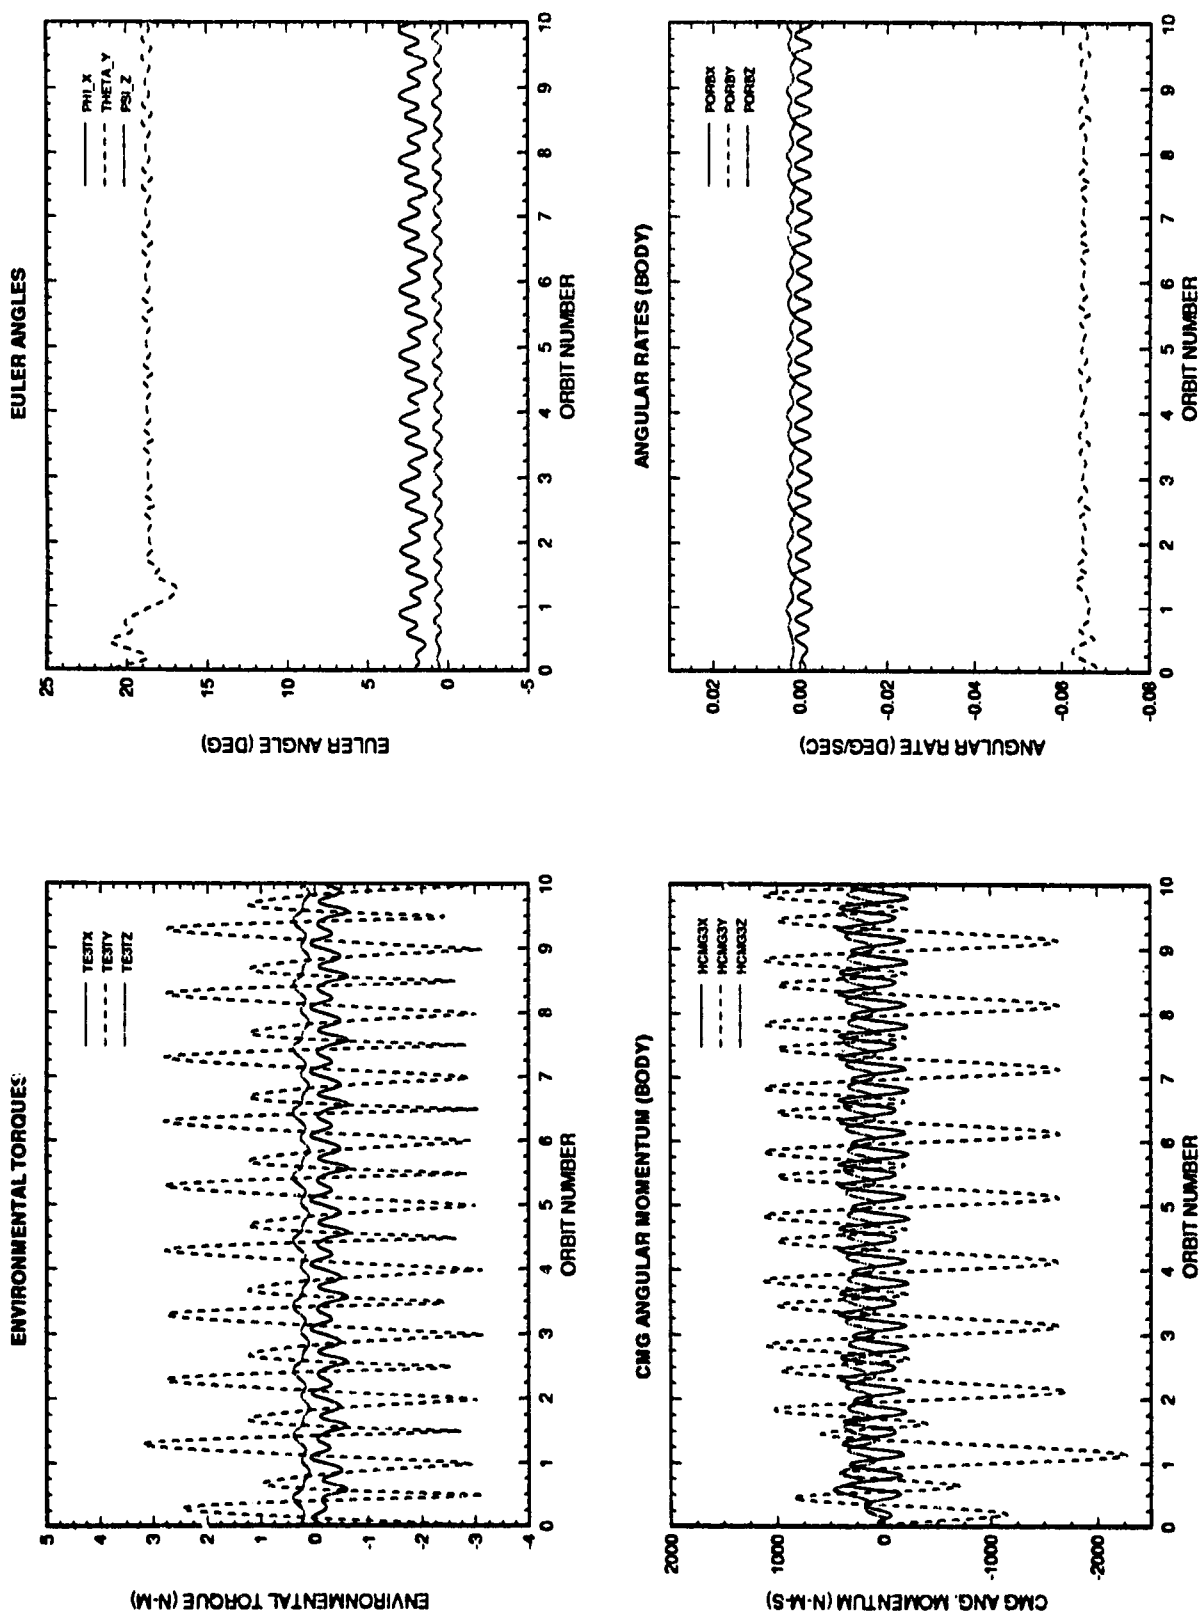 ENVIRONMENTAL TORQUES
ENVIRONMENTAL TORQUE (N-M)
5
4
3
2
1
0
-1
-2
-3
-4
TE3TX
TE3TY
TE3TZ
0 1 2 3 4 5 6 7 8 9 10
ORBIT NUMBER
EULER ANGLES
EULER ANGLE (DEG)
25
20
15
10
5
0
-5
PHI_X
THETA_Y
PSI_Z
0 1 2 3 4 5 6 7 8 9 10
ORBIT NUMBER
CMG ANGULAR MOMENTUM (BODY)
CMG ANG. MOMENTUM (N-M-S)
2000
1000
0
-1000
-2000
HCMG3X
HCMG3Y
HCMG3Z
0 1 2 3 4 5 6 7 8 9 10
ORBIT NUMBER
ANGULAR RATES (BODY)
ANGULAR RATE (DEG/SEC)
0.02
0.00
-0.02
-0.04
-0.06
-0.08
PORBX
PORBY
PORBZ
0 1 2 3 4 5 6 7 8 9 10
ORBIT NUMBER